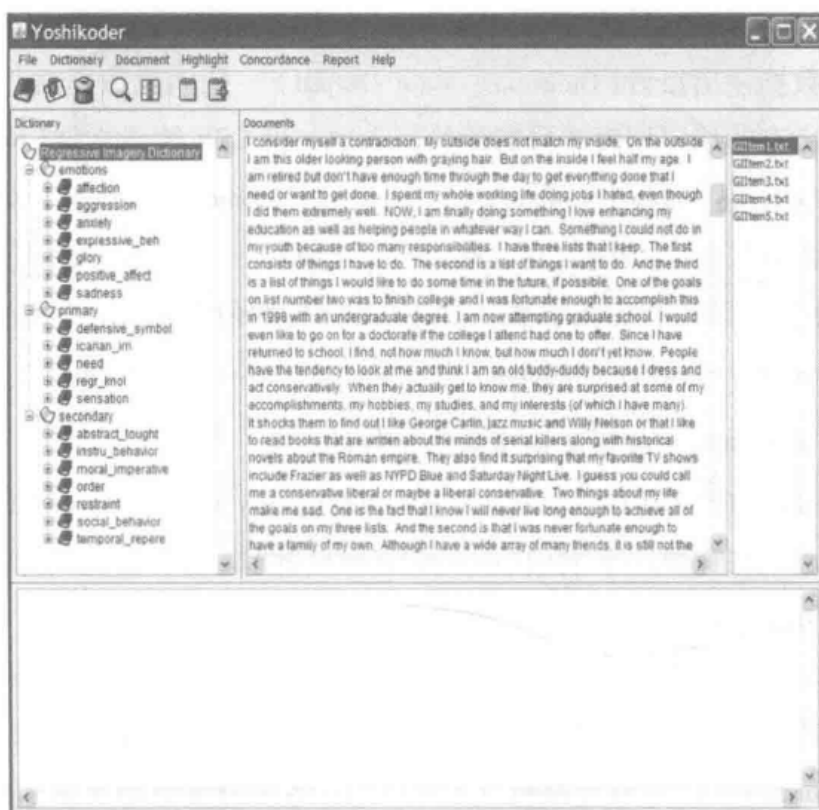 Yoshikoder
File Dictionary Document Highlight Concordance Report Help
Dictionary
Regressive Imagery Dictionary
emotions
affection
aggression
anxiety
expressive_beh
glory
positive_affect
sadness
primary
defensive_symbol
icarian_im
need
regr_knol
sensation
secondary
abstract_tought
instru_behavior
moral_imperative
order
restraint
social_behavior
temporal_repere
Documents
I consider myself a contradiction. My outside does not match my inside. On the outside
I am this older looking person with graying hair. But on the inside I feel half my age. I
am retired but don't have enough time through the day to get everything done that I
need or want to get done. I spent my whole working life doing jobs I hated, even though
I did them extremely well. NOW, I am finally doing something I love enhancing my
education as well as helping people in whatever way I can. Something I could not do in
my youth because of too many responsibilities. I have three lists that I keep. The first
consists of things I have to do. The second is a list of things I want to do. And the third
is a list of things I would like to do some time in the future, if possible. One of the goals
on list number two was to finish college and I was fortunate enough to accomplish this
in 1998 with an undergraduate degree. I am now attempting graduate school. I would
even like to go on for a doctorate if the college I attend had one to offer. Since I have
returned to school, I find, not how much I know, but how much I don't yet know. People
have the tendency to look at me and think I am an old fuddy-duddy because I dress and
act conservatively. When they actually get to know me, they are surprised at some of my
accomplishments, my hobbies, my studies, and my interests (of which I have many).
It shocks them to find out I like George Carlin, jazz music and Willy Nelson or that I like
to read books that are written about the minds of serial killers along with historical
novels about the Roman empire. They also find it surprising that my favorite TV shows
include Frazier as well as NYPD Blue and Saturday Night Live. I guess you could call
me a conservative liberal or maybe a liberal conservative. Two things about my life
make me sad. One is the fact that I know I will never live long enough to achieve all of
the goals on my three lists. And the second is that I was never fortunate enough to
have a family of my own. Although I have a wide array of many friends, it is still not the
GIItem1.txt
GIItem2.txt
GIItem3.txt
GIItem4.txt
GIItem5.txt